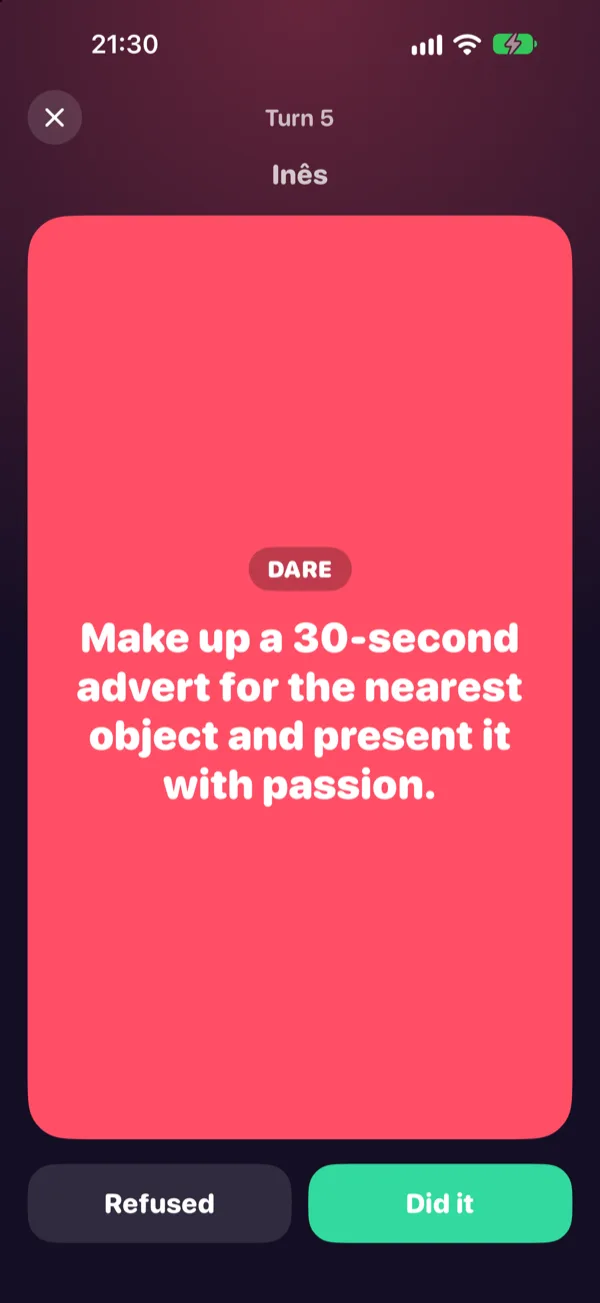 21:30
Turn 5
Inês
DARE
Make up a 30-second
advert for the nearest
object and present it
with passion.
Refused
Did it